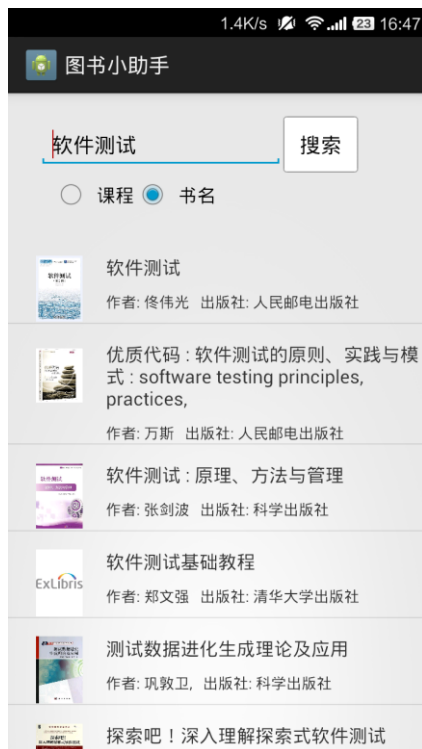 1.4K/s 23 16:47
图书小助手
软件测试 搜索
课程 书名
软件测试
软件测试
作者: 佟伟光 出版社: 人民邮电出版社
优质代码 : 软件测试的原则、实践与模
式 : software testing principles,
practices,
作者: 万斯 出版社: 人民邮电出版社
软件测试
软件测试 : 原理、方法与管理
作者: 张剑波 出版社: 科学出版社
ExLibris
软件测试基础教程
作者: 郑文强 出版社: 清华大学出版社
测试数据进化生成理论及应用
作者: 巩敦卫, 出版社: 科学出版社
探索吧！深入理解探索式软件测试